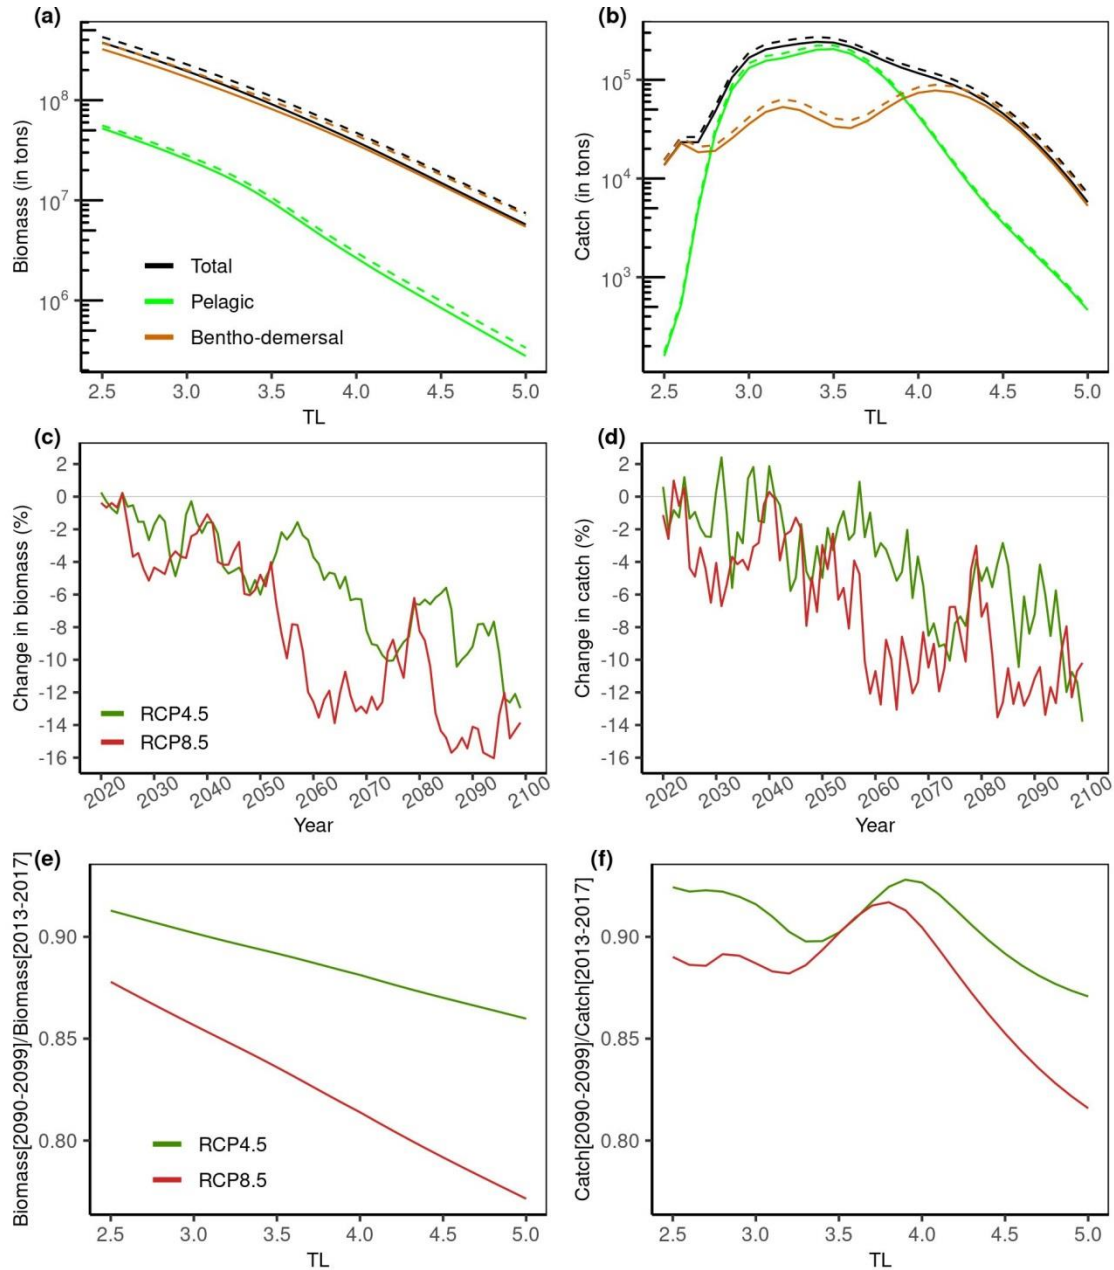 (a)
Biomass (in tons)
10^8
10^7
10^6
Total
Pelagic
Bentho-demersal
2.5 3.0 3.5 4.0 4.5 5.0
TL
(b)
Catch (in tons)
10^5
10^4
10^3
2.5 3.0 3.5 4.0 4.5 5.0
TL
(c)
Change in biomass (%)
2
0
-2
-4
-6
-8
-10
-12
-14
-16
RCP4.5
RCP8.5
2020 2030 2040 2050 2060 2070 2080 2090 2100
Year
(d)
Change in catch (%)
2
0
-2
-4
-6
-8
-10
-12
-14
-16
2020 2030 2040 2050 2060 2070 2080 2090 2100
Year
(e)
Biomass[2090-2099]/Biomass[2013-2017]
0.90
0.85
0.80
RCP4.5
RCP8.5
2.5 3.0 3.5 4.0 4.5 5.0
TL
(f)
Catch[2090-2099]/Catch[2013-2017]
0.90
0.85
0.80
2.5 3.0 3.5 4.0 4.5 5.0
TL